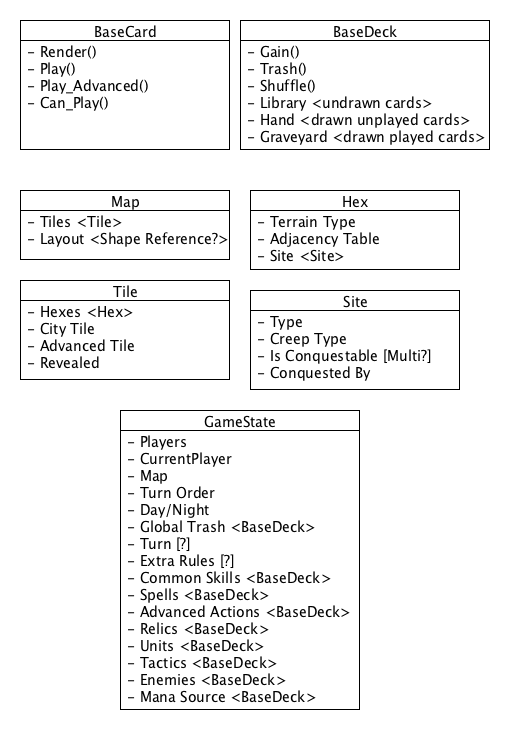 BaseCard
- Render()
- Play()
- Play_Advanced()
- Can_Play()
BaseDeck
- Gain()
- Trash()
- Shuffle()
- Library <undrawn cards>
- Hand <drawn unplayed cards>
- Graveyard <drawn played cards>
Map
- Tiles <Tile>
- Layout <Shape Reference?>
Hex
- Terrain Type
- Adjacency Table
- Site <Site>
Tile
- Hexes <Hex>
- City Tile
- Advanced Tile
- Revealed
Site
- Type
- Creep Type
- Is Conquestable [Multi?]
- Conquested By
GameState
- Players
- CurrentPlayer
- Map
- Turn Order
- Day/Night
- Global Trash <BaseDeck>
- Turn [?]
- Extra Rules [?]
- Common Skills <BaseDeck>
- Spells <BaseDeck>
- Advanced Actions <BaseDeck>
- Relics <BaseDeck>
- Units <BaseDeck>
- Tactics <BaseDeck>
- Enemies <BaseDeck>
- Mana Source <BaseDeck>